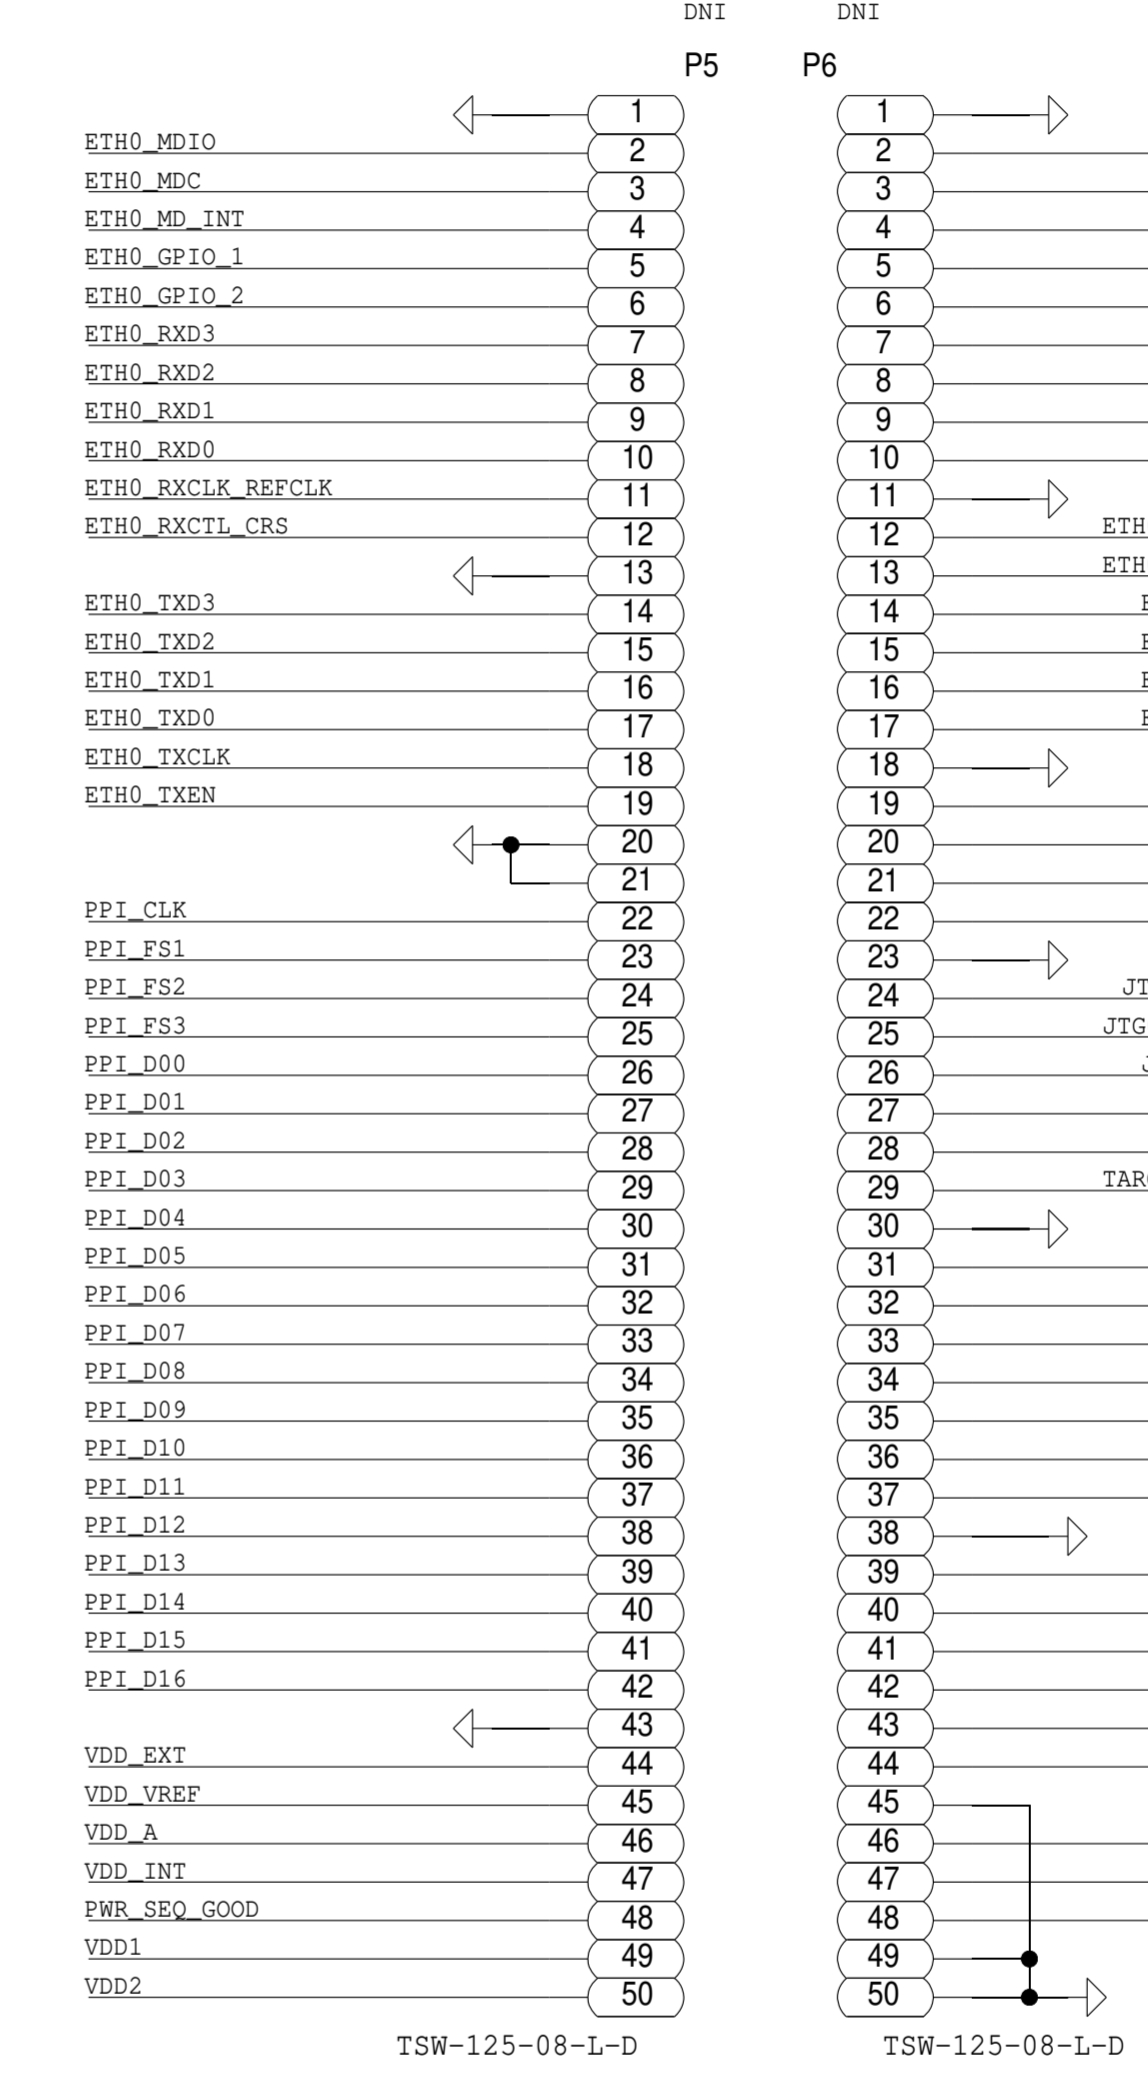 DNI DNI
P5 P6
1 1
ETH0_MDIO 2 2
ETH0_MDC 3 3
ETH0_MD_INT 4 4
ETH0_GPIO_1 5 5
ETH0_GPIO_2 6 6
ETH0_RXD3 7 7
ETH0_RXD2 8 8
ETH0_RXD1 9 9
ETH0_RXD0 10 10
ETH0_RXCLK_REFCLK 11 11
ETH0_RXCTL_CRS 12 12 ETH
13 13 ETH
ETH0_TXD3 14 14
ETH0_TXD2 15 15
ETH0_TXD1 16 16
ETH0_TXD0 17 17
ETH0_TXCLK 18 18
ETH0_TXEN 19 19
20 20
21 21
PPI_CLK 22 22
PPI_FS1 23 23
PPI_FS2 24 24 JT
PPI_FS3 25 25 JTG
PPI_D00 26 26
PPI_D01 27 27
PPI_D02 28 28
PPI_D03 29 29 TAR
PPI_D04 30 30
PPI_D05 31 31
PPI_D06 32 32
PPI_D07 33 33
PPI_D08 34 34
PPI_D09 35 35
PPI_D10 36 36
PPI_D11 37 37
PPI_D12 38 38
PPI_D13 39 39
PPI_D14 40 40
PPI_D15 41 41
PPI_D16 42 42
43 43
VDD_EXT 44 44
VDD_VREF 45 45
VDD_A 46 46
VDD_INT 47 47
PWR_SEQ_GOOD 48 48
VDD1 49 49
VDD2 50 50
TSW-125-08-L-D TSW-125-08-L-D